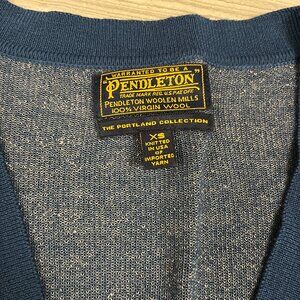 WARRANTED TO BE A
"PENDLETON"
TRADE MARK REG. U.S. PAT. OFF.
PENDLETON WOOLEN MILLS
100% VIRGIN WOOL
THE PORTLAND COLLECTION
XS
KNITTED
IN USA
OF
IMPORTED
YARN